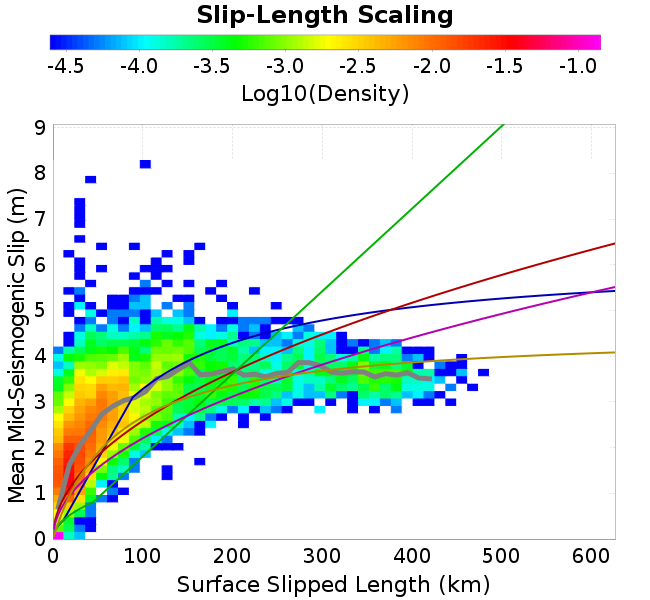 Slip-Length Scaling
-4.5 -4.0 -3.5 -3.0 -2.5 -2.0 -1.5 -1.0
Log10(Density)
9
8
7
6
5
4
3
2
1
0
Mean Mid-Seismogenic Slip (m)
0 100 200 300 400 500 600
Surface Slipped Length (km)